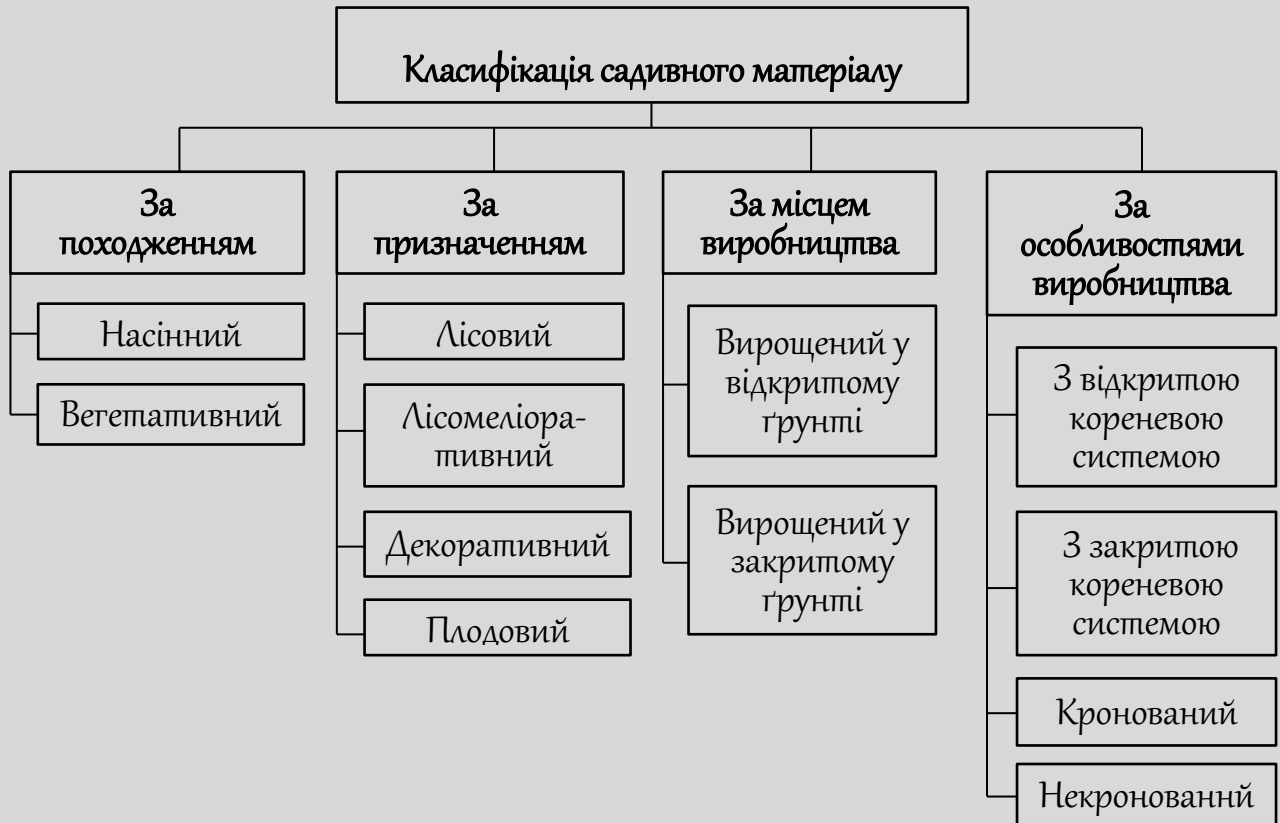 Класифікація садивного матеріалу
За
походженням
Насінний
Вегетативний
За
призначенням
Лісовий
Лісомеліора-
тивний
Декоративний
Плодовий
За місцем
виробництва
Вирощений у
відкритому
ґрунті
Вирощений у
закритому
ґрунті
За
особливостями
виробництва
З відкритою
кореневою
системою
З закритою
кореневою
системою
Кронований
Некронованнй